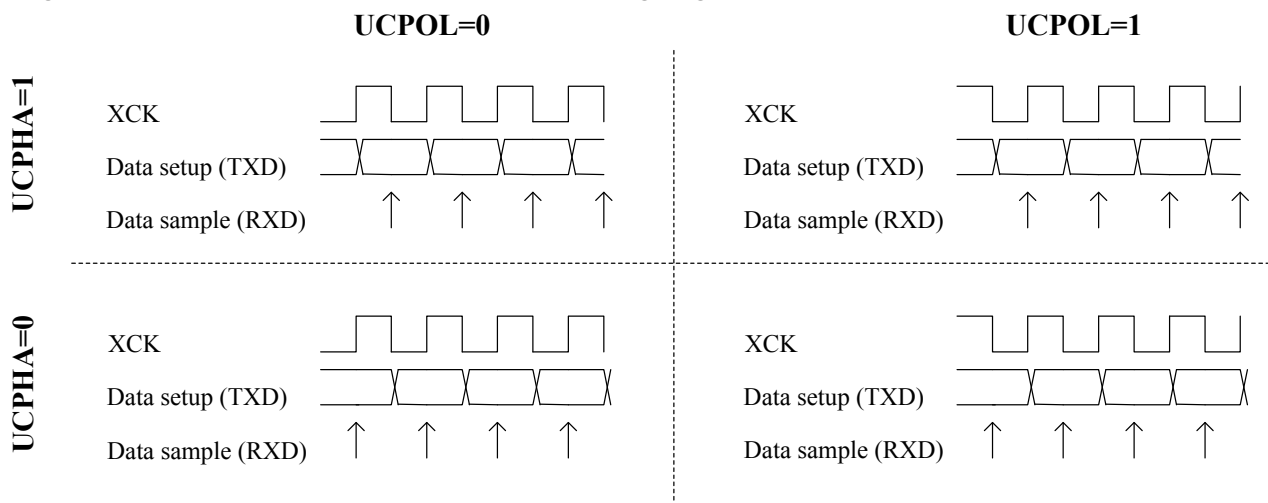 UCPOL=0 UCPOL=1
UCPHA=1
XCK XCK
Data setup (TXD) Data setup (TXD)
Data sample (RXD) Data sample (RXD)
UCPHA=0
XCK XCK
Data setup (TXD) Data setup (TXD)
Data sample (RXD) Data sample (RXD)